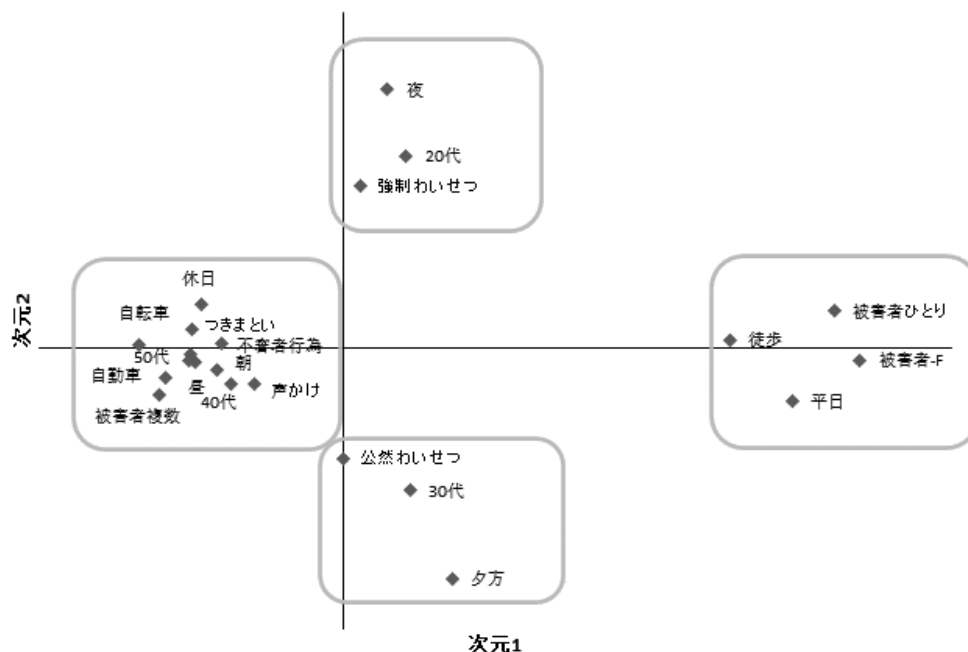 夜
20代
強制わいせつ
休日
自転車
つきまとい
不審者行為
50代
朝
自動車
昼
声かけ
40代
被害者複数
被害者ひとり
徒歩
被害者-F
平日
公然わいせつ
30代
夕方
次元2
次元1